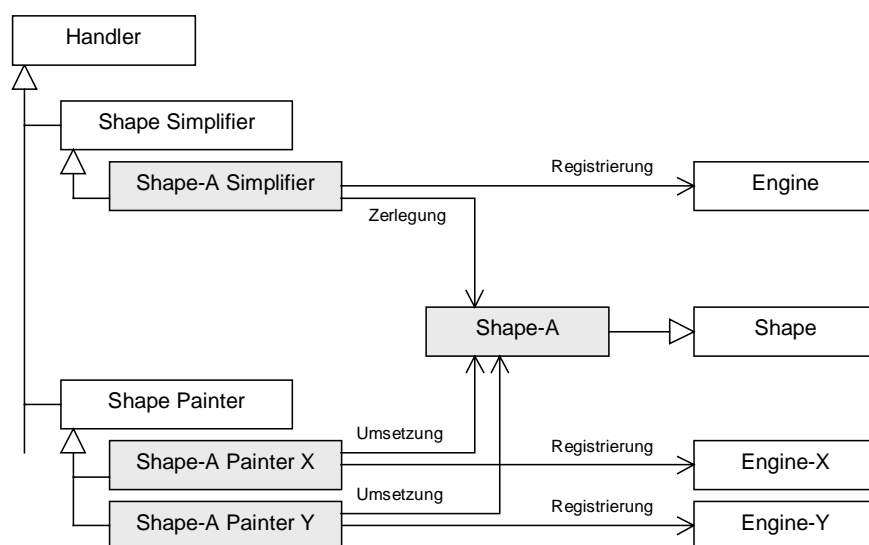 Handler
Shape Simplifier
Shape-A Simplifier
Registrierung
Engine
Zerlegung
Shape-A
Shape
Shape Painter
Umsetzung
Shape-A Painter X
Registrierung
Engine-X
Umsetzung
Shape-A Painter Y
Registrierung
Engine-Y